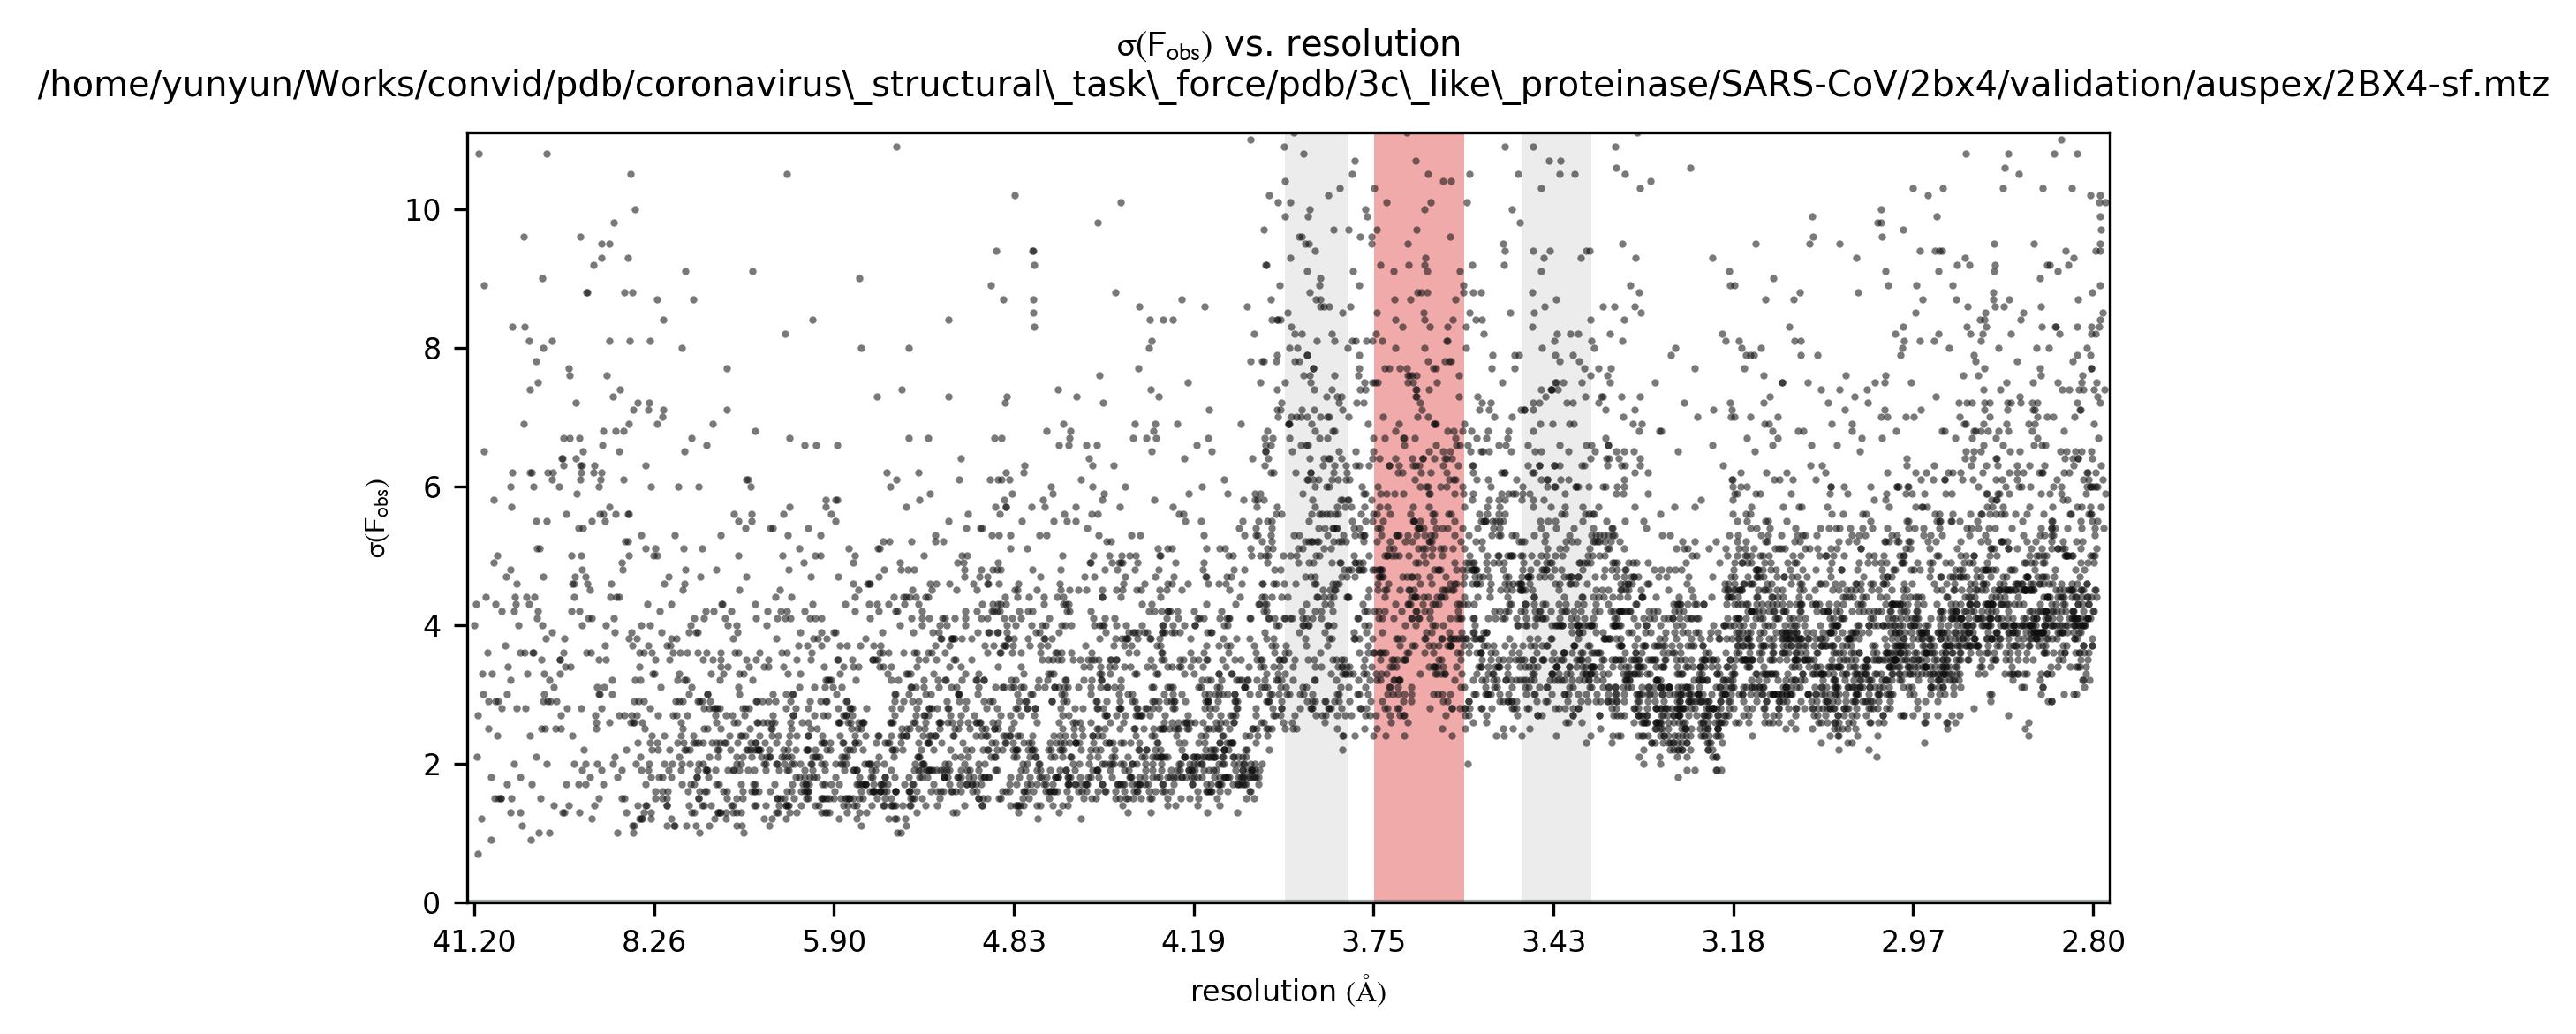 σ(F_obs) vs. resolution
/home/yunyun/Works/convid/pdb/coronavirus\_structural\_task\_force/pdb/3c\_like\_proteinase/SARS-CoV/2bx4/validation/auspex/2BX4-sf.mtz
σ(F_obs)
10
8
6
4
2
0
41.20 8.26 5.90 4.83 4.19 3.75 3.43 3.18 2.97 2.80
resolution (Å)